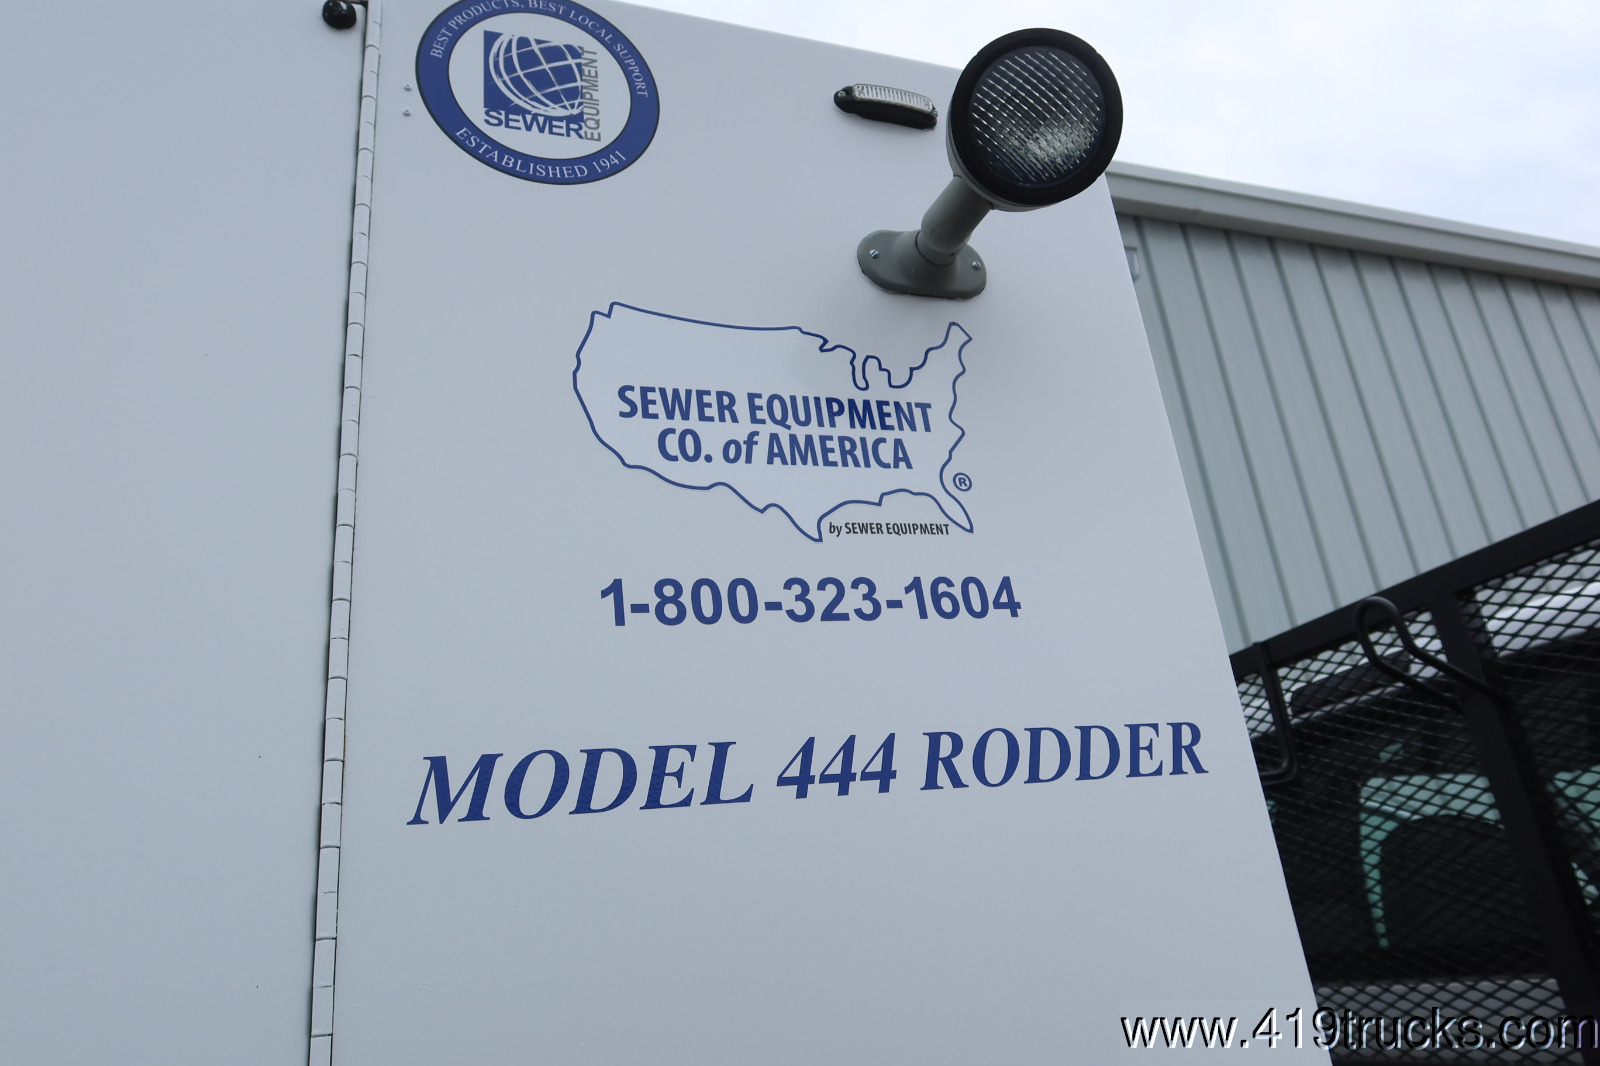 BEST PRODUCTS, BEST LOCAL SUPPORT
SEWER
EQUIPMENT
ESTABLISHED 1941
SEWER EQUIPMENT
CO. of AMERICA
®
by SEWER EQUIPMENT
1-800-323-1604
MODEL 444 RODDER
www.419trucks.com